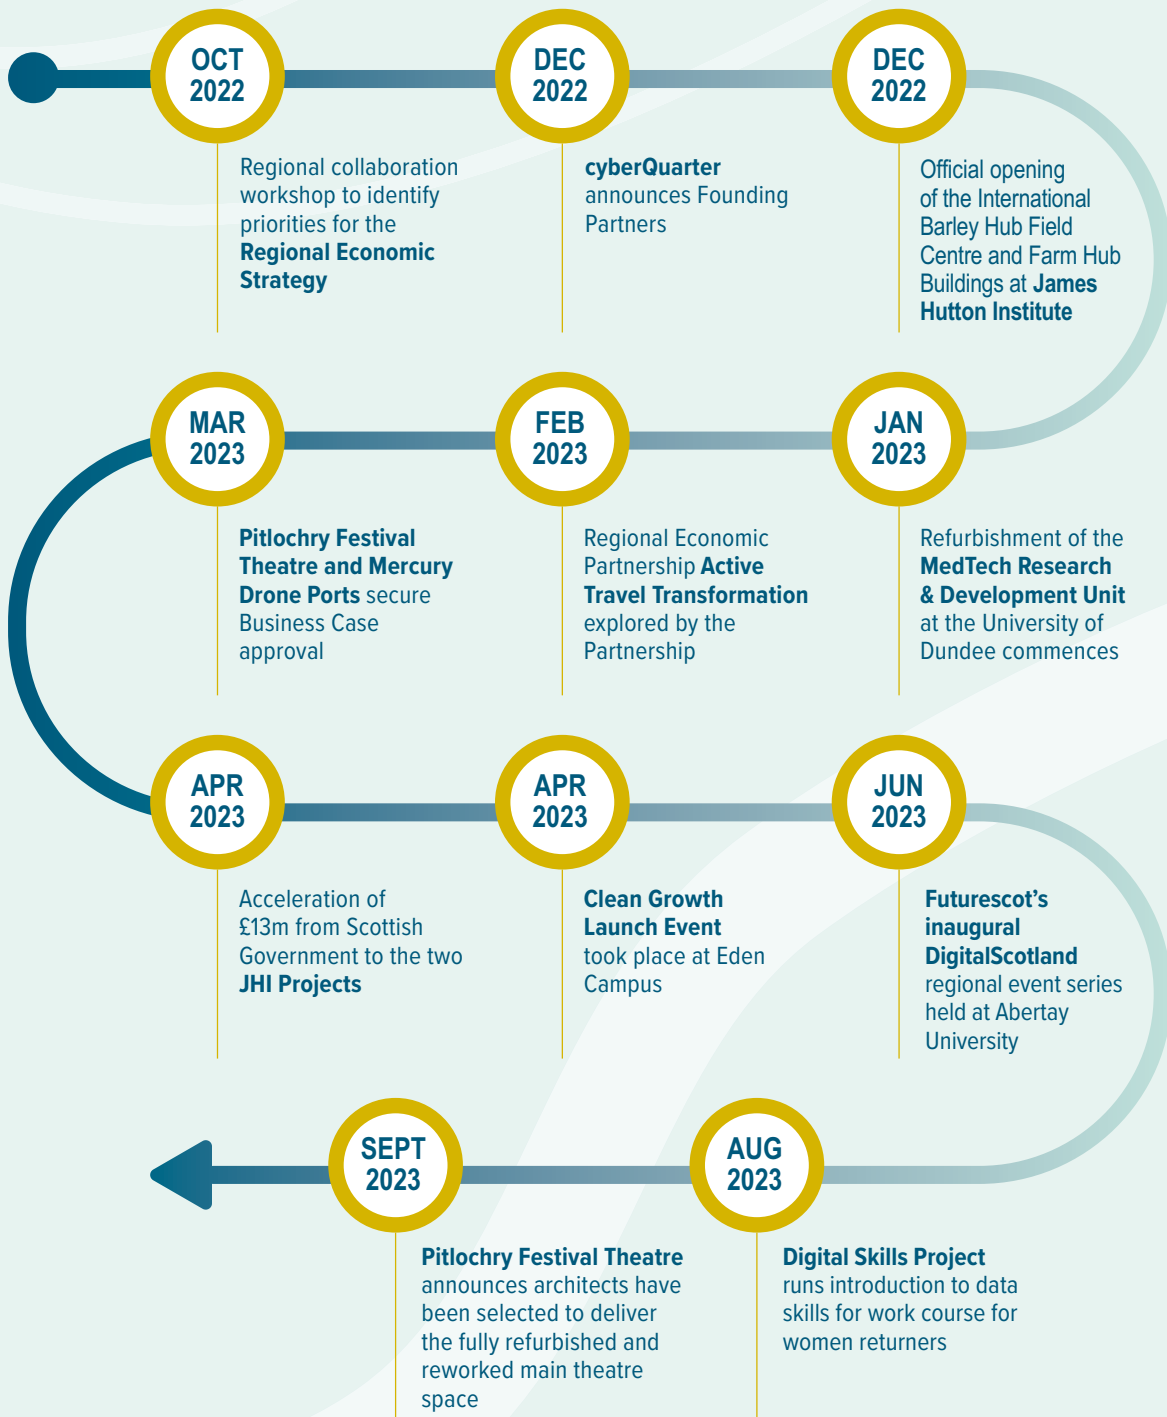 OCT
2022
Regional collaboration
workshop to identify
priorities for the
Regional Economic
Strategy
DEC
2022
cyberQuarter
announces Founding
Partners
DEC
2022
Official opening
of the International
Barley Hub Field
Centre and Farm Hub
Buildings at James
Hutton Institute
JAN
2023
Refurbishment of the
MedTech Research
& Development Unit
at the University of
Dundee commences
FEB
2023
Regional Economic
Partnership Active
Travel Transformation
explored by the
Partnership
MAR
2023
Pitlochry Festival
Theatre and Mercury
Drone Ports secure
Business Case
approval
APR
2023
Acceleration of
£13m from Scottish
Government to the two
JHI Projects
APR
2023
Clean Growth
Launch Event
took place at Eden
Campus
JUN
2023
Futurescot's
inaugural
DigitalScotland
regional event series
held at Abertay
University
AUG
2023
Digital Skills Project
runs introduction to data
skills for work course for
women returners
SEPT
2023
Pitlochry Festival Theatre
announces architects have
been selected to deliver
the fully refurbished and
reworked main theatre
space